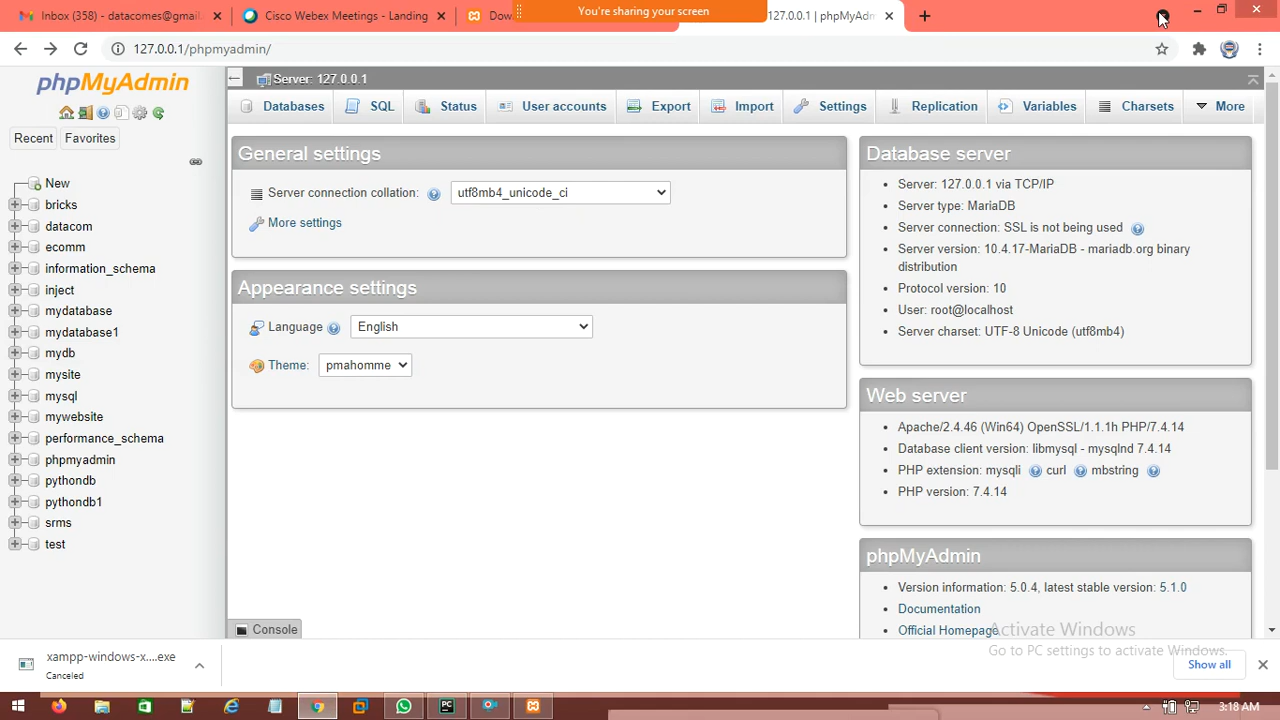 Inbox (358) - datacomes@gmail.
Cisco Webex Meetings - Landing
Dow
You're sharing your screen
127.0.0.1 | phpMyAdm
127.0.0.1/phpmyadmin/
phpMyAdmin
Recent
Favorites
New
bricks
datacom
ecomm
information_schema
inject
mydatabase
mydatabase1
mydb
mysite
mysql
mywebsite
performance_schema
phpmyadmin
pythondb
pythondb1
srms
test
Server: 127.0.0.1
Databases
SQL
Status
User accounts
Export
Import
Settings
Replication
Variables
Charsets
More
General settings
Server connection collation:
utf8mb4_unicode_ci
More settings
Appearance settings
Language
English
Theme:
pmahomme
Console
Database server
Server: 127.0.0.1 via TCP/IP
Server type: MariaDB
Server connection: SSL is not being used
Server version: 10.4.17-MariaDB - mariadb.org binary
distribution
Protocol version: 10
User: root@localhost
Server charset: UTF-8 Unicode (utf8mb4)
Web server
Apache/2.4.46 (Win64) OpenSSL/1.1.1h PHP/7.4.14
Database client version: libmysql - mysqlnd 7.4.14
PHP extension: mysqli curl mbstring
PHP version: 7.4.14
phpMyAdmin
Version information: 5.0.4, latest stable version: 5.1.0
Documentation
Official Homepage
Activate Windows
Go to PC settings to activate Windows.
xampp-windows-x....exe
Canceled
Show all
3:18 AM